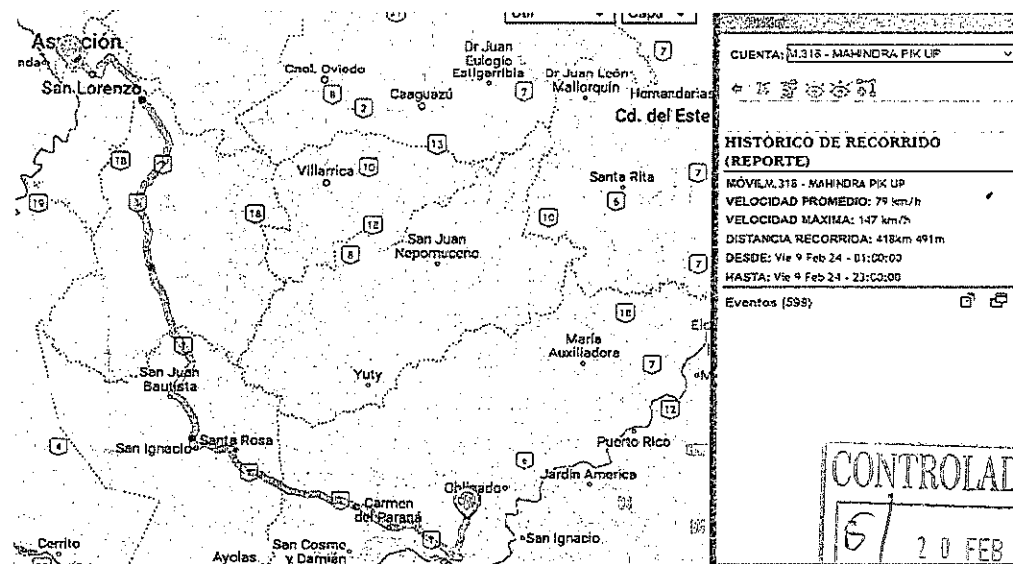 Dr Juan
Eulogio
Estigarribia
Dr Juan León
Mallorquín
Hernandarias
Cd. del Este
San Lorenzo
Cnel. Oviedo
Caaguazú
Villarrica
Santa Rita
San Juan
Nepomuceno
María
Auxiliadora
San Juan
Bautista
Yuty
San Ignacio
Santa Rosa
Puerto Rico
Jardín America
Obligado
Carmen
del Paraná
San Ignacio
Cerrito
Ayolas
San Cosme
y Damián
CUENTA: M.318 - MAHINDRA PIK UP
HISTÓRICO DE RECORRIDO
(REPORTE)
MÓVIL M.318 - MAHINDRA PIK UP
VELOCIDAD PROMEDIO: 79 km/h
VELOCIDAD MAXIMA: 147 km/h
DISTANCIA RECORRIDA: 418km 491m
DESDE: Vie 9 Feb 24 - 01:00:00
HASTA: Vie 9 Feb 24 - 23:00:00
Eventos (598)
CONTROLAD
20 FEB